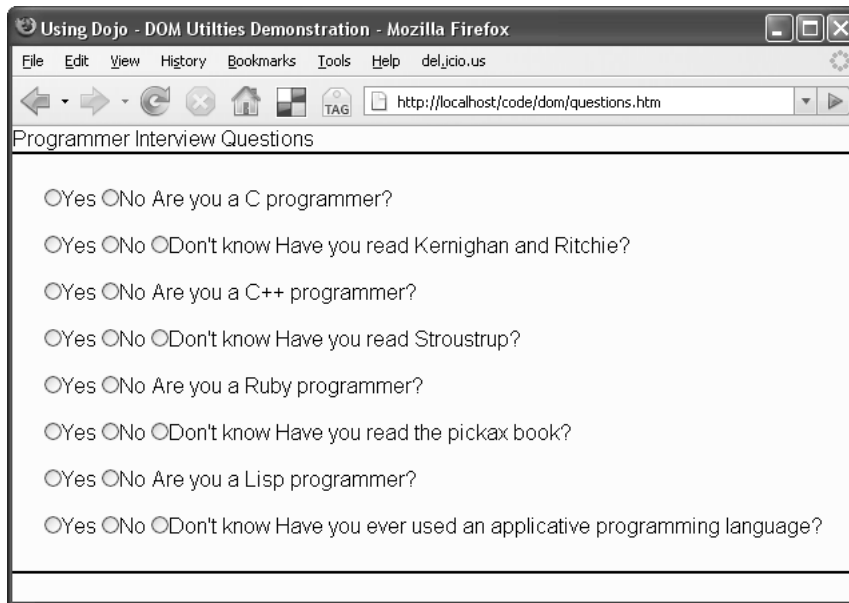 Using Dojo - DOM Utilties Demonstration - Mozilla Firefox
File Edit View History Bookmarks Tools Help del.icio.us
TAG http://localhost/code/dom/questions.htm
Programmer Interview Questions
Yes No Are you a C programmer?
Yes No Don't know Have you read Kernighan and Ritchie?
Yes No Are you a C++ programmer?
Yes No Don't know Have you read Stroustrup?
Yes No Are you a Ruby programmer?
Yes No Don't know Have you read the pickax book?
Yes No Are you a Lisp programmer?
Yes No Don't know Have you ever used an applicative programming language?